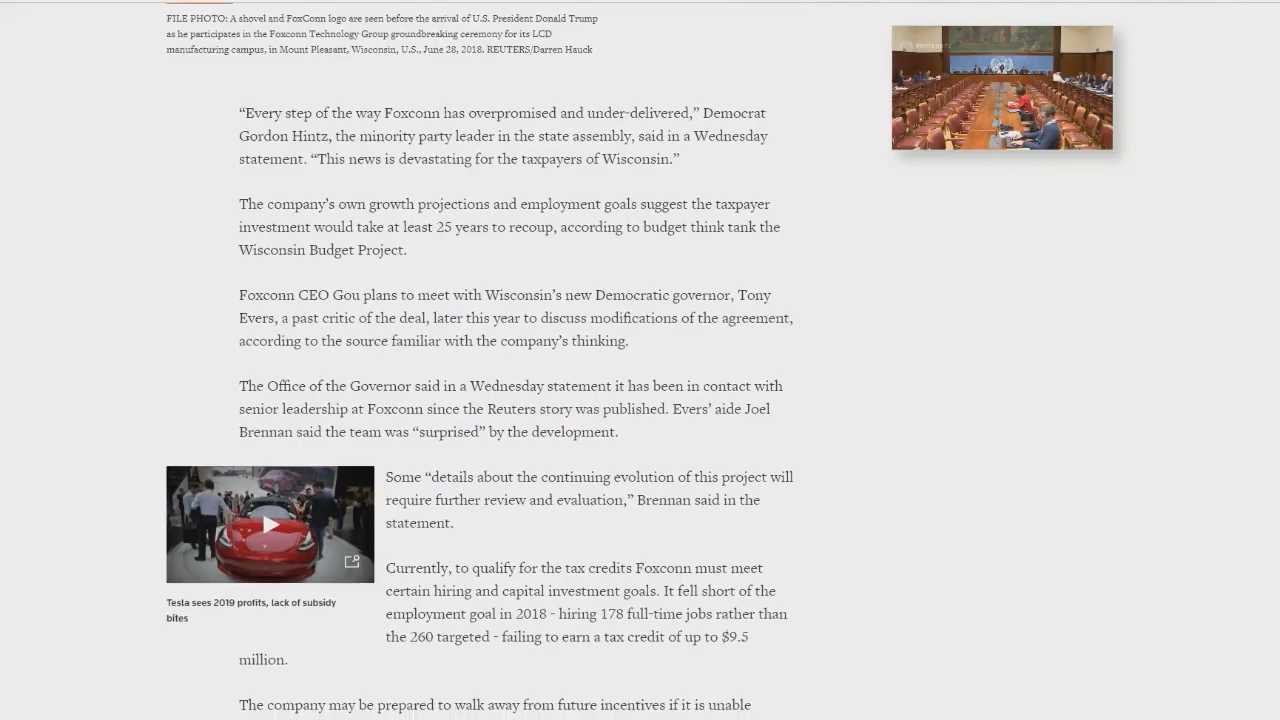 FILE PHOTO: A shovel and FoxConn logo are seen before the arrival of U.S. President Donald Trump
as he participates in the Foxconn Technology Group groundbreaking ceremony for its LCD
manufacturing campus, in Mount Pleasant, Wisconsin, U.S., June 28, 2018. REUTERS/Darren Hauck
REUTERS TV
“Every step of the way Foxconn has overpromised and under-delivered,” Democrat
Gordon Hintz, the minority party leader in the state assembly, said in a Wednesday
statement. “This news is devastating for the taxpayers of Wisconsin.”
The company’s own growth projections and employment goals suggest the taxpayer
investment would take at least 25 years to recoup, according to budget think tank the
Wisconsin Budget Project.
Foxconn CEO Gou plans to meet with Wisconsin’s new Democratic governor, Tony
Evers, a past critic of the deal, later this year to discuss modifications of the agreement,
according to the source familiar with the company’s thinking.
The Office of the Governor said in a Wednesday statement it has been in contact with
senior leadership at Foxconn since the Reuters story was published. Evers’ aide Joel
Brennan said the team was “surprised” by the development.
Some “details about the continuing evolution of this project will
require further review and evaluation,” Brennan said in the
statement.
Tesla sees 2019 profits, lack of subsidy
bites
Currently, to qualify for the tax credits Foxconn must meet
certain hiring and capital investment goals. It fell short of the
employment goal in 2018 - hiring 178 full-time jobs rather than
the 260 targeted - failing to earn a tax credit of up to $9.5
million.
The company may be prepared to walk away from future incentives if it is unable